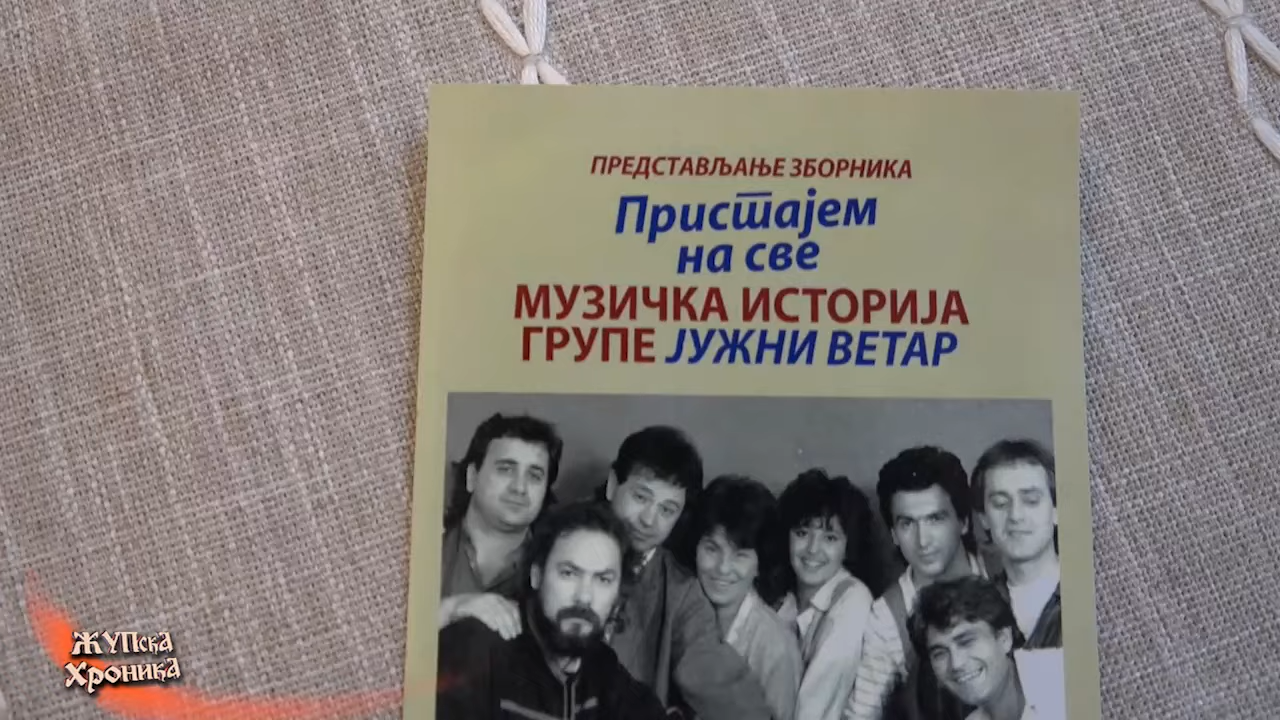 ПРЕДСТАВЉАЊЕ ЗБОРНИКА
Пристајем
на све
МУЗИЧКА ИСТОРИЈА
ГРУПЕ ЈУЖНИ ВЕТАР
ЖУПска
Хроника